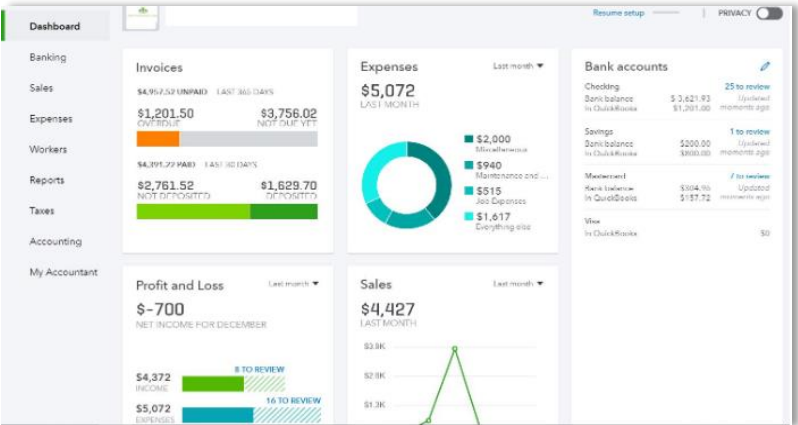 Resume setup
PRIVACY
Dashboard
Banking
Sales
Expenses
Workers
Reports
Taxes
Accounting
My Accountant
Invoices
$4,957.52 UNPAID LAST 365 DAYS
$1,201.50 $3,756.02
OVERDUE NOT DUE YET
$4,391.22 PAID LAST 30 DAYS
$2,761.52 $1,629.70
NOT DEPOSITED DEPOSITED
Expenses Last month
$5,072
LAST MONTH
$2,000
Miscellaneous
$940
Maintenance and ...
$515
Job Expenses
$1,617
Everything else
Bank accounts
Checking 25 to review
Bank balance $ 3,621.93 Updated
In QuickBooks $1,201.00 moments ago
Savings 1 to review
Bank balance $200.00 Updated
In QuickBooks $800.00 moments ago
Mastercard 7 to review
Bank balance $304.96 Updated
In QuickBooks $157.72 moments ago
Visa
In QuickBooks $0
Profit and Loss Last month
$-700
NET INCOME FOR DECEMBER
8 TO REVIEW
$4,372
INCOME
16 TO REVIEW
$5,072
EXPENSES
Sales Last month
$4,427
LAST MONTH
$3.8K
$2.6K
$1.3K